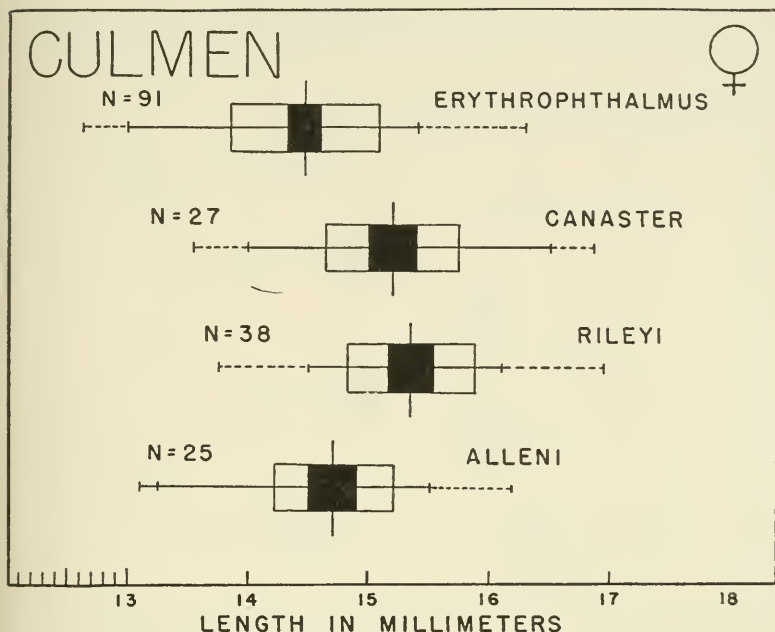 CULMEN ♀
N=91 ERYTHROPHTHALMUS
N=27 CANASTER
N=38 RILEYI
N=25 ALLENI
13 14 15 16 17 18
LENGTH IN MILLIMETERS